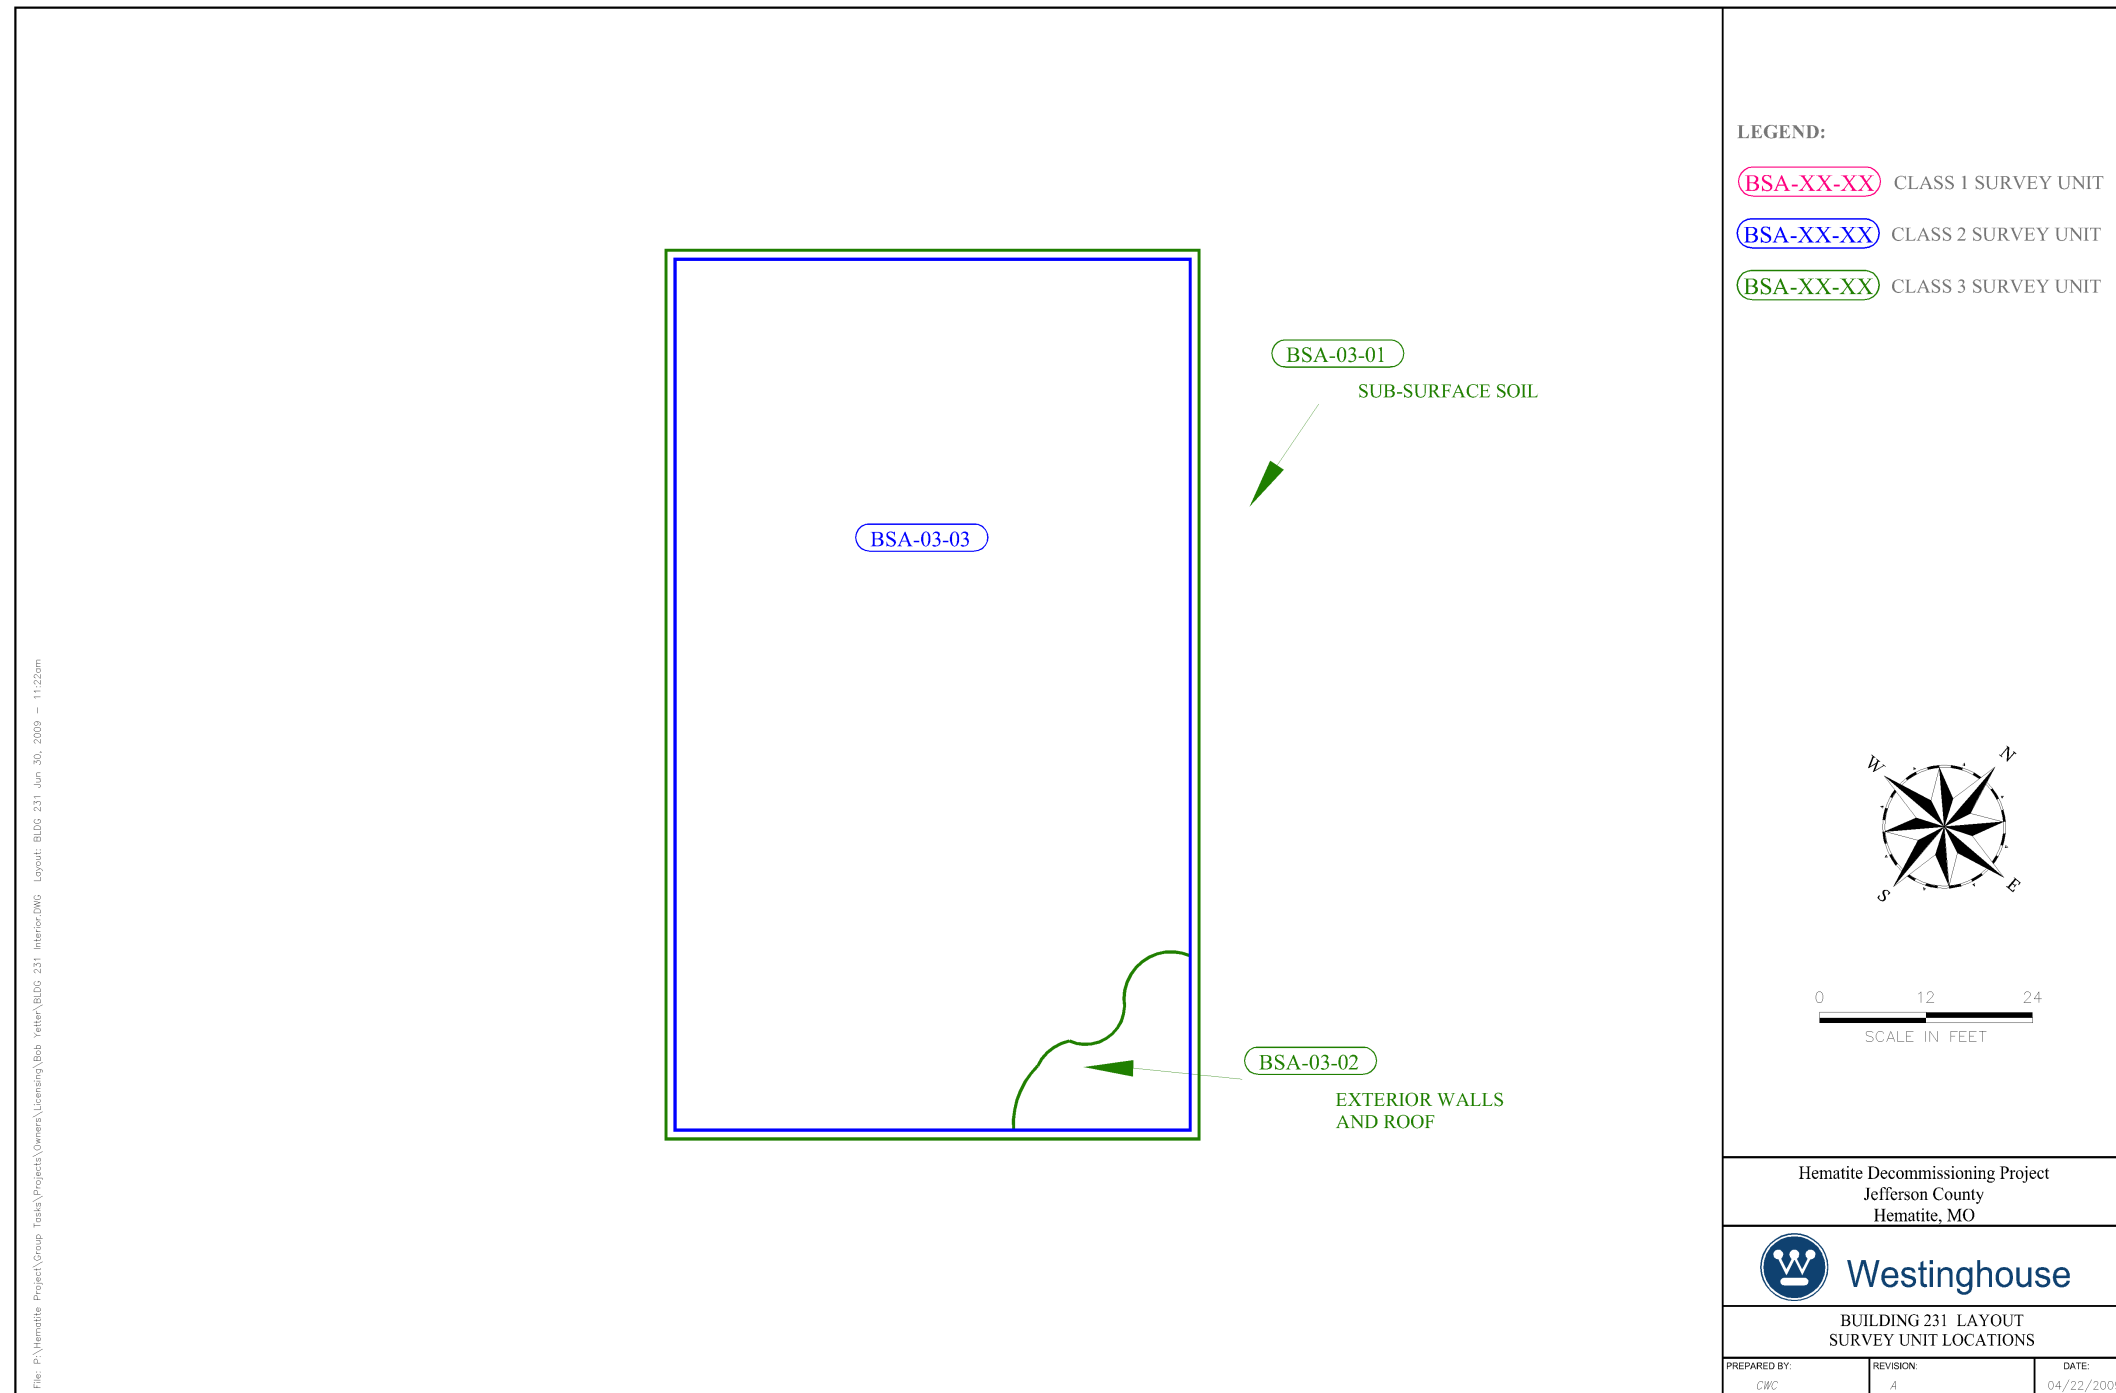 LEGEND:
BSA-XX-XX CLASS 1 SURVEY UNIT
BSA-XX-XX CLASS 2 SURVEY UNIT
BSA-XX-XX CLASS 3 SURVEY UNIT
BSA-03-01
SUB-SURFACE SOIL
BSA-03-03
BSA-03-02
EXTERIOR WALLS
AND ROOF
N
W
E
S
0 12 24
SCALE IN FEET
Hematite Decommissioning Project
Jefferson County
Hematite, MO
W
Westinghouse
BUILDING 231 LAYOUT
SURVEY UNIT LOCATIONS
PREPARED BY: REVISION: DATE:
CWC A 04/22/2009
File: P:\Hematite Project\Group Tasks\Projects\Owners\Licensing\Bob Yetter\BLDG 231 Interior.DWG Layout: BLDG 231 Jun 30, 2009 - 11:22am